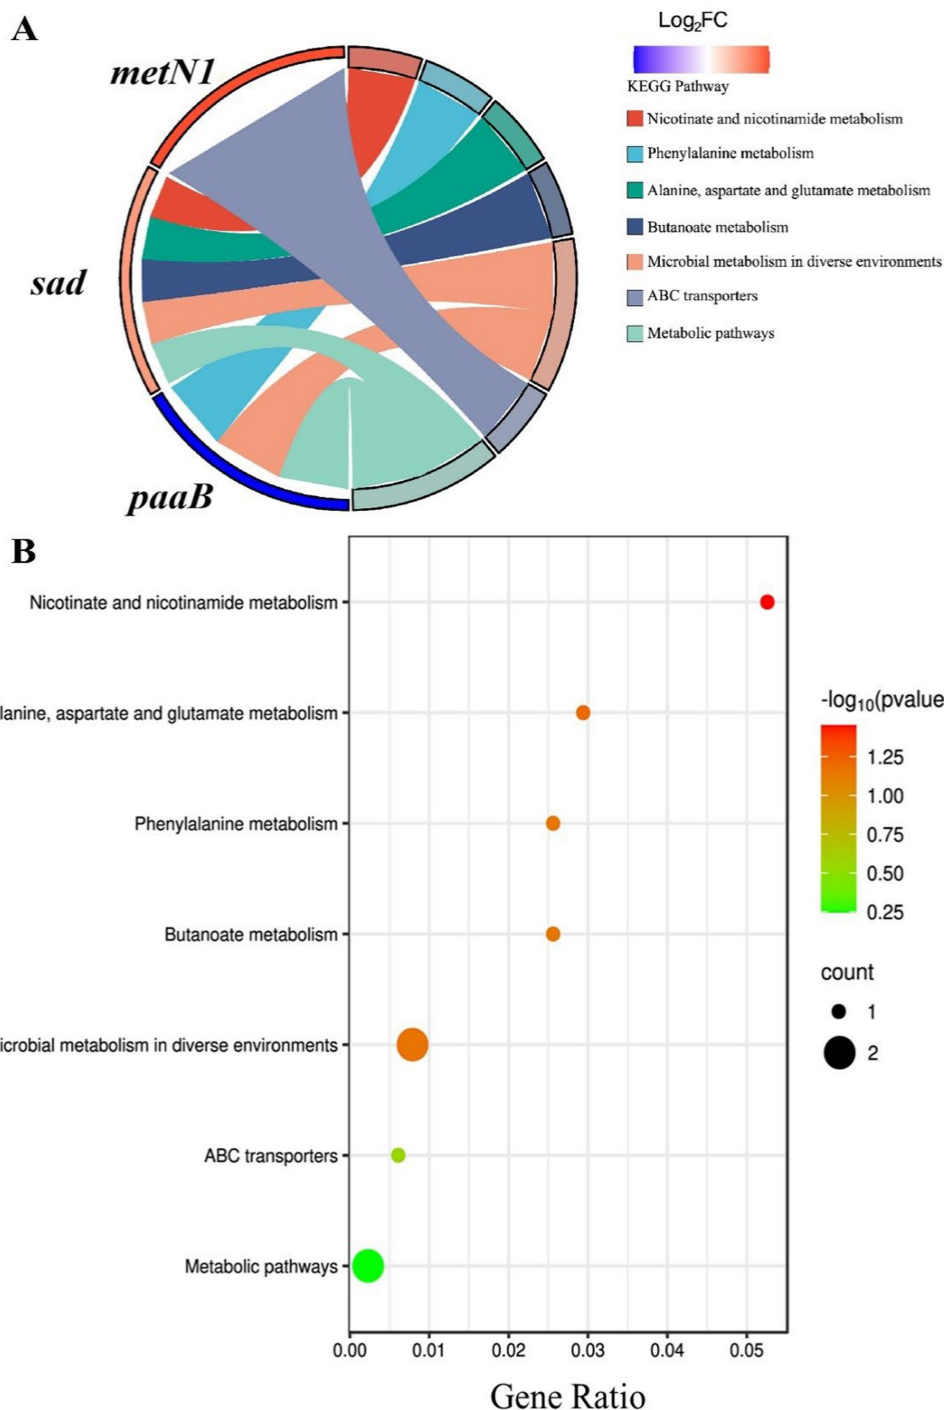 A
Log2FC
KEGG Pathway
metN1
Nicotinate and nicotinamide metabolism
Phenylalanine metabolism
Alanine, aspartate and glutamate metabolism
Butanoate metabolism
sad
Microbial metabolism in diverse environments
ABC transporters
Metabolic pathways
paaB
B
Nicotinate and nicotinamide metabolism
lanine, aspartate and glutamate metabolism
Phenylalanine metabolism
Butanoate metabolism
icrobial metabolism in diverse environments
ABC transporters
Metabolic pathways
-log10(pvalue
1.25
1.00
0.75
0.50
0.25
count
1
2
0.00 0.01 0.02 0.03 0.04 0.05
Gene Ratio